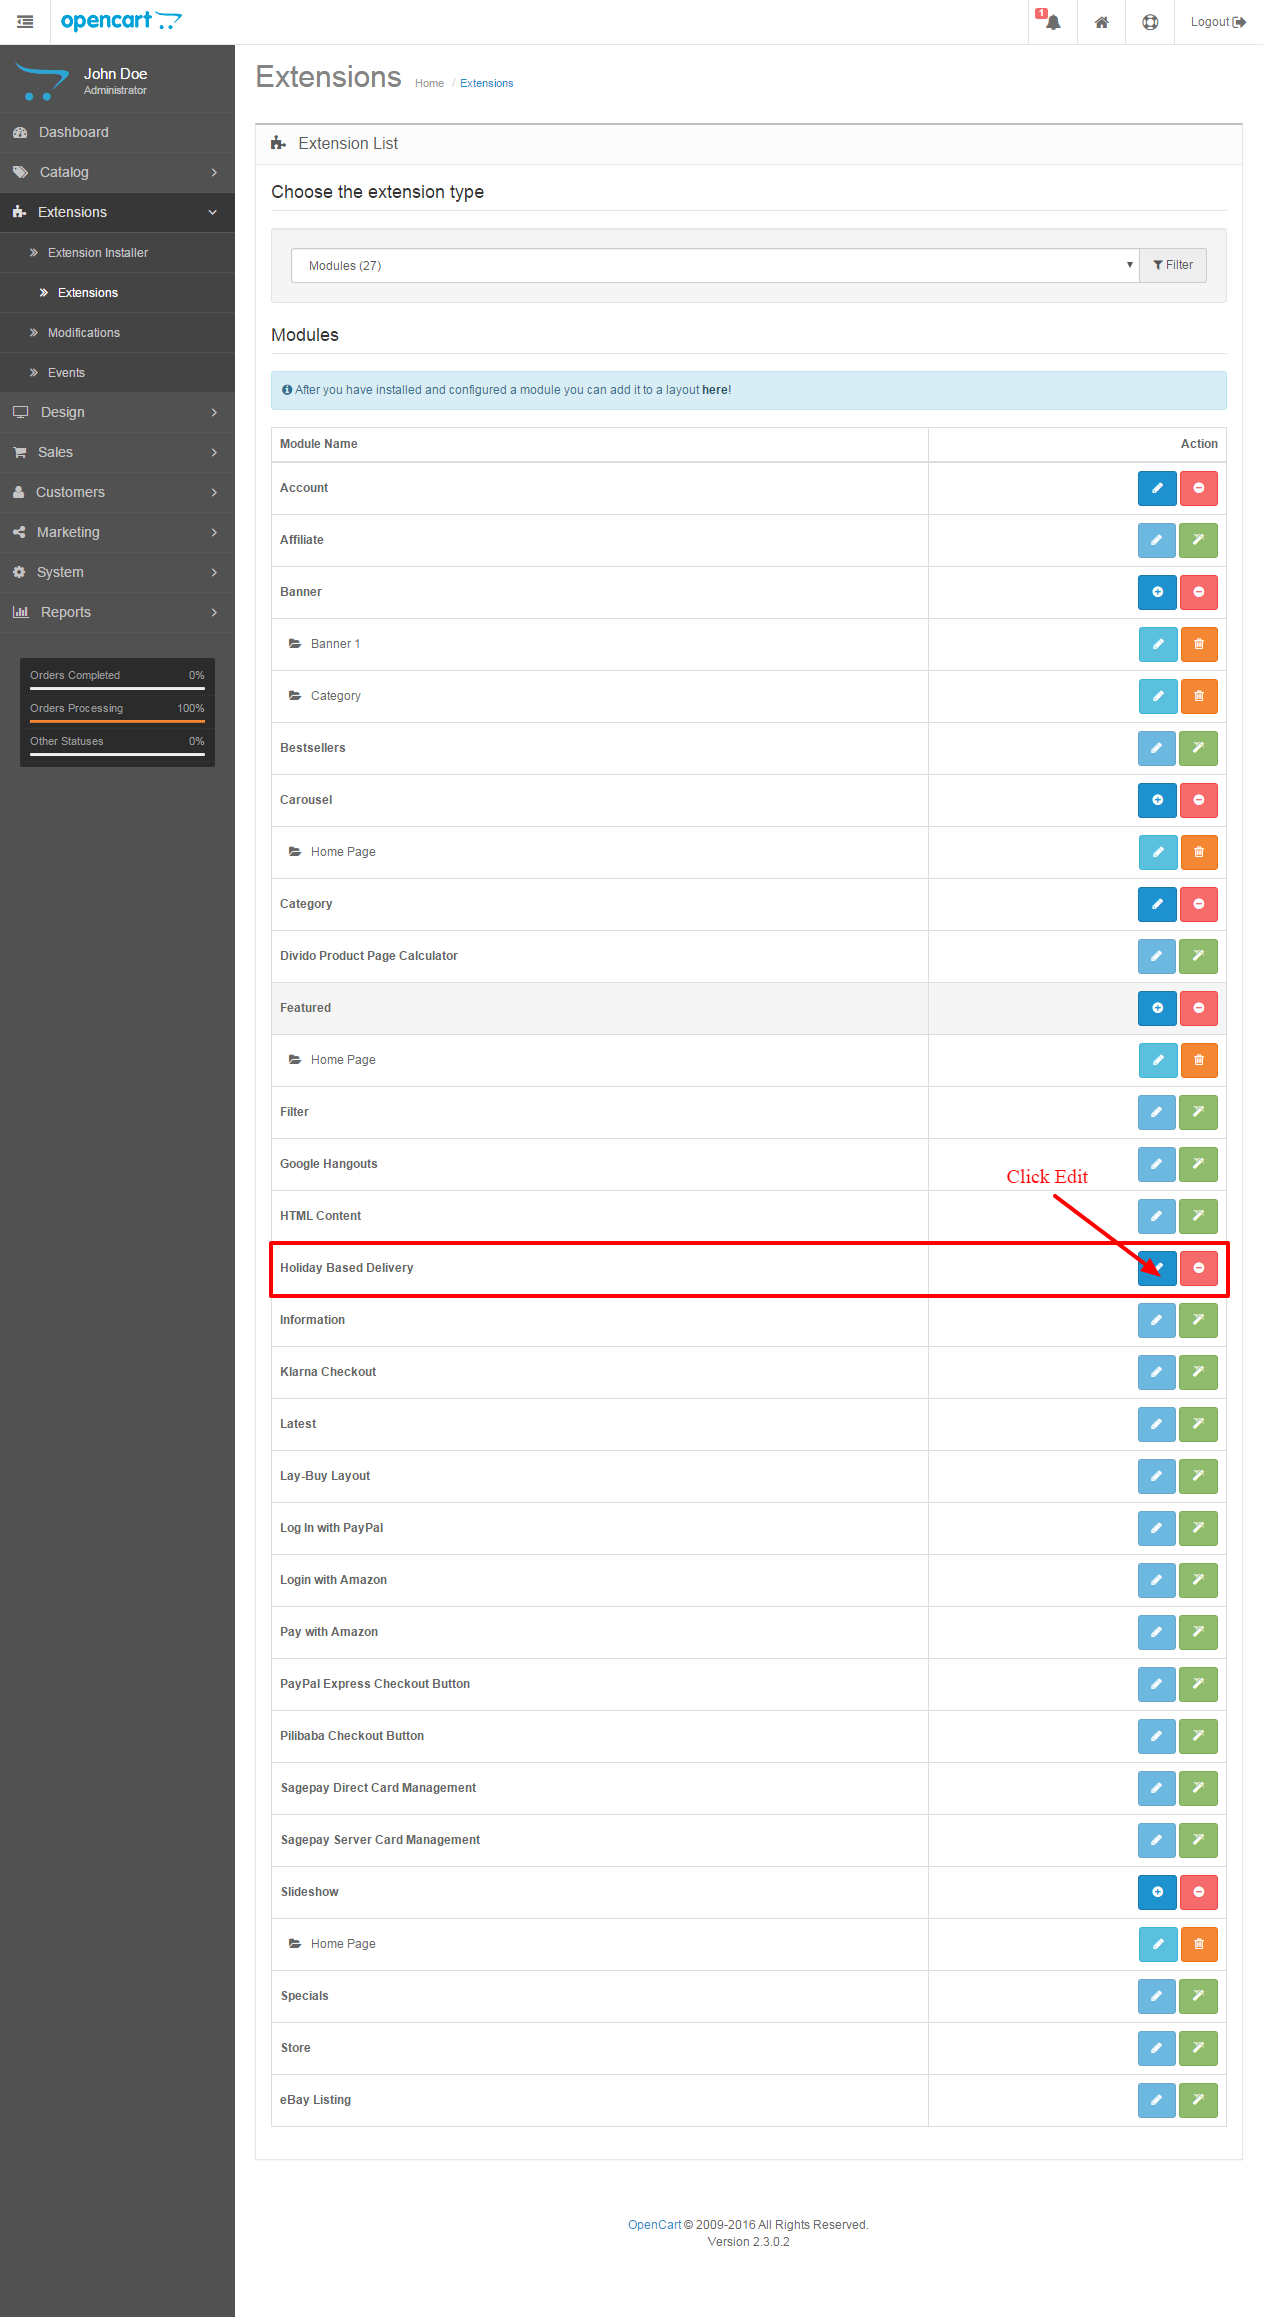 opencart
1
Logout
John Doe
Administrator
Dashboard
Catalog
Extensions
Extension Installer
Extensions
Modifications
Events
Design
Sales
Customers
Marketing
System
Reports
Orders Completed 0%
Orders Processing 100%
Other Statuses 0%
Extensions Home / Extensions
Extension List
Choose the extension type
Modules (27) Filter
Modules
After you have installed and configured a module you can add it to a layout here!
Module Name Action
Account
Affiliate
Banner
Banner 1
Category
Bestsellers
Carousel
Home Page
Category
Divido Product Page Calculator
Featured
Home Page
Filter
Google Hangouts
Click Edit
HTML Content
Holiday Based Delivery
Information
Klarna Checkout
Latest
Lay-Buy Layout
Log In with PayPal
Login with Amazon
Pay with Amazon
PayPal Express Checkout Button
Pilibaba Checkout Button
Sagepay Direct Card Management
Sagepay Server Card Management
Slideshow
Home Page
Specials
Store
eBay Listing
OpenCart © 2009-2016 All Rights Reserved.
Version 2.3.0.2